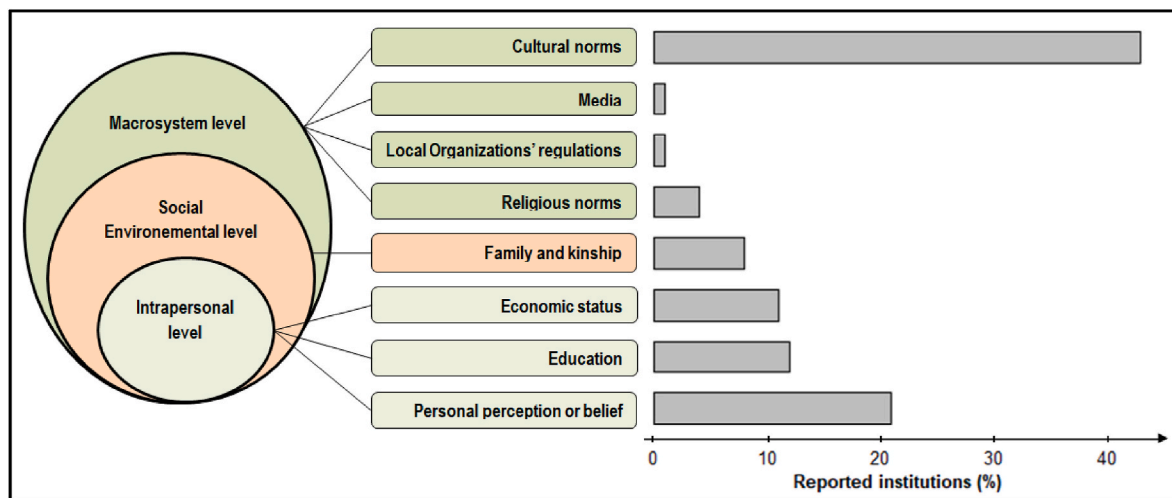 Macrosystem level
Social
Environemental level
Intrapersonal
level
Cultural norms
Media
Local Organizations’ regulations
Religious norms
Family and kinship
Economic status
Education
Personal perception or belief
0 10 20 30 40
Reported institutions (%)